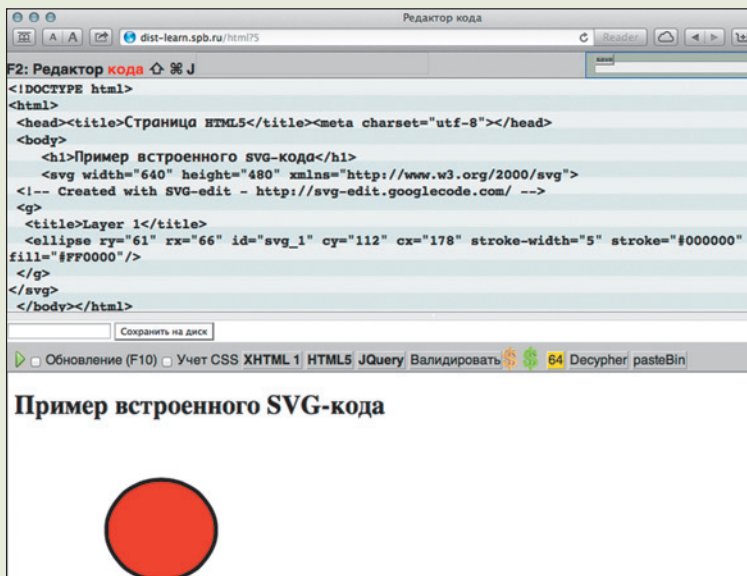 Редактор кода
A A dist-learn.spb.ru/html?5 Reader
F2: Редактор кода ⇧ ⌘ J save
<!DOCTYPE html>
<html>
<head><title>Страница HTML5</title><meta charset="utf-8"></head>
<body>
<h1>Пример встроенного SVG-кода</h1>
<svg width="640" height="480" xmlns="http://www.w3.org/2000/svg">
<!-- Created with SVG-edit - http://svg-edit.googlecode.com/ -->
<g>
<title>Layer 1</title>
<ellipse ry="61" rx="66" id="svg_1" cy="112" cx="178" stroke-width="5" stroke="#000000"
fill="#FF0000"/>
</g>
</svg>
</body></html>
Сохранить на диск
Обновление (F10) Учет CSS XHTML 1 HTML5 JQuery Валидировать $ $ 64 Decypher pasteBin
Пример встроенного SVG-кода